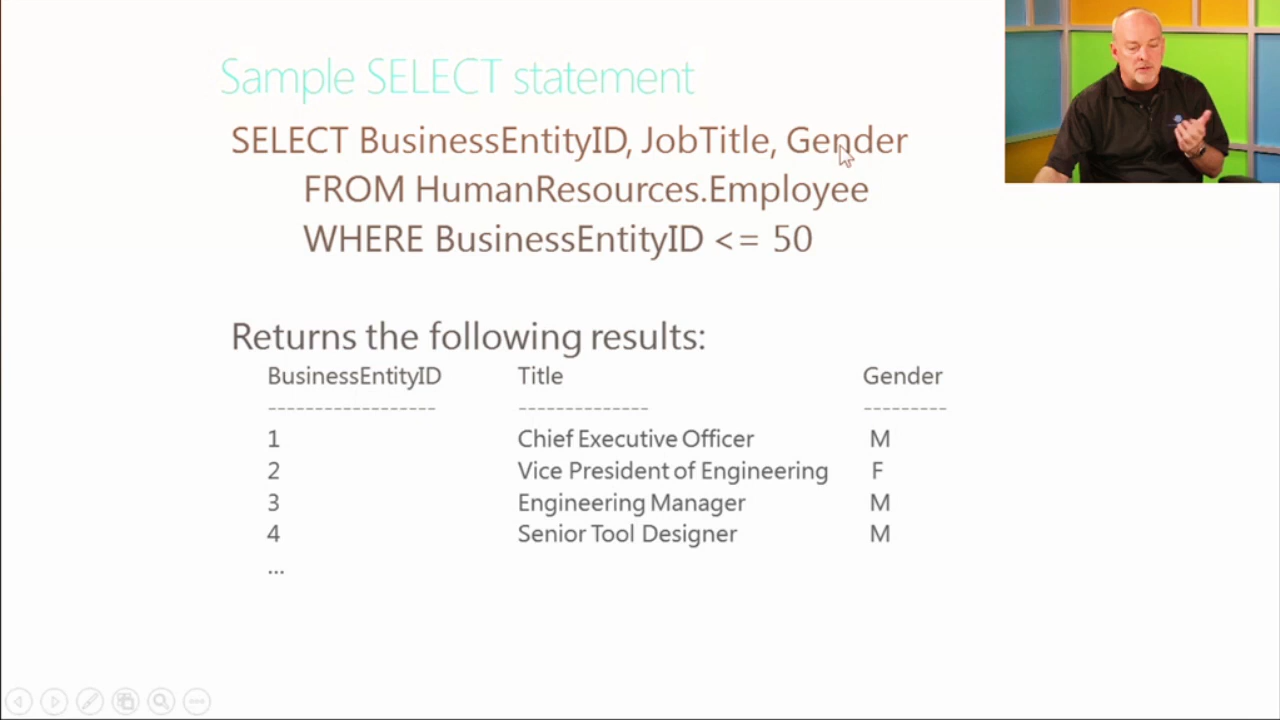 Sample SELECT statement
SELECT BusinessEntityID, JobTitle, Gender
FROM HumanResources.Employee
WHERE BusinessEntityID <= 50
Returns the following results:
BusinessEntityID Title Gender
------------------ -------------- ---------
1 Chief Executive Officer M
2 Vice President of Engineering F
3 Engineering Manager M
4 Senior Tool Designer M
...